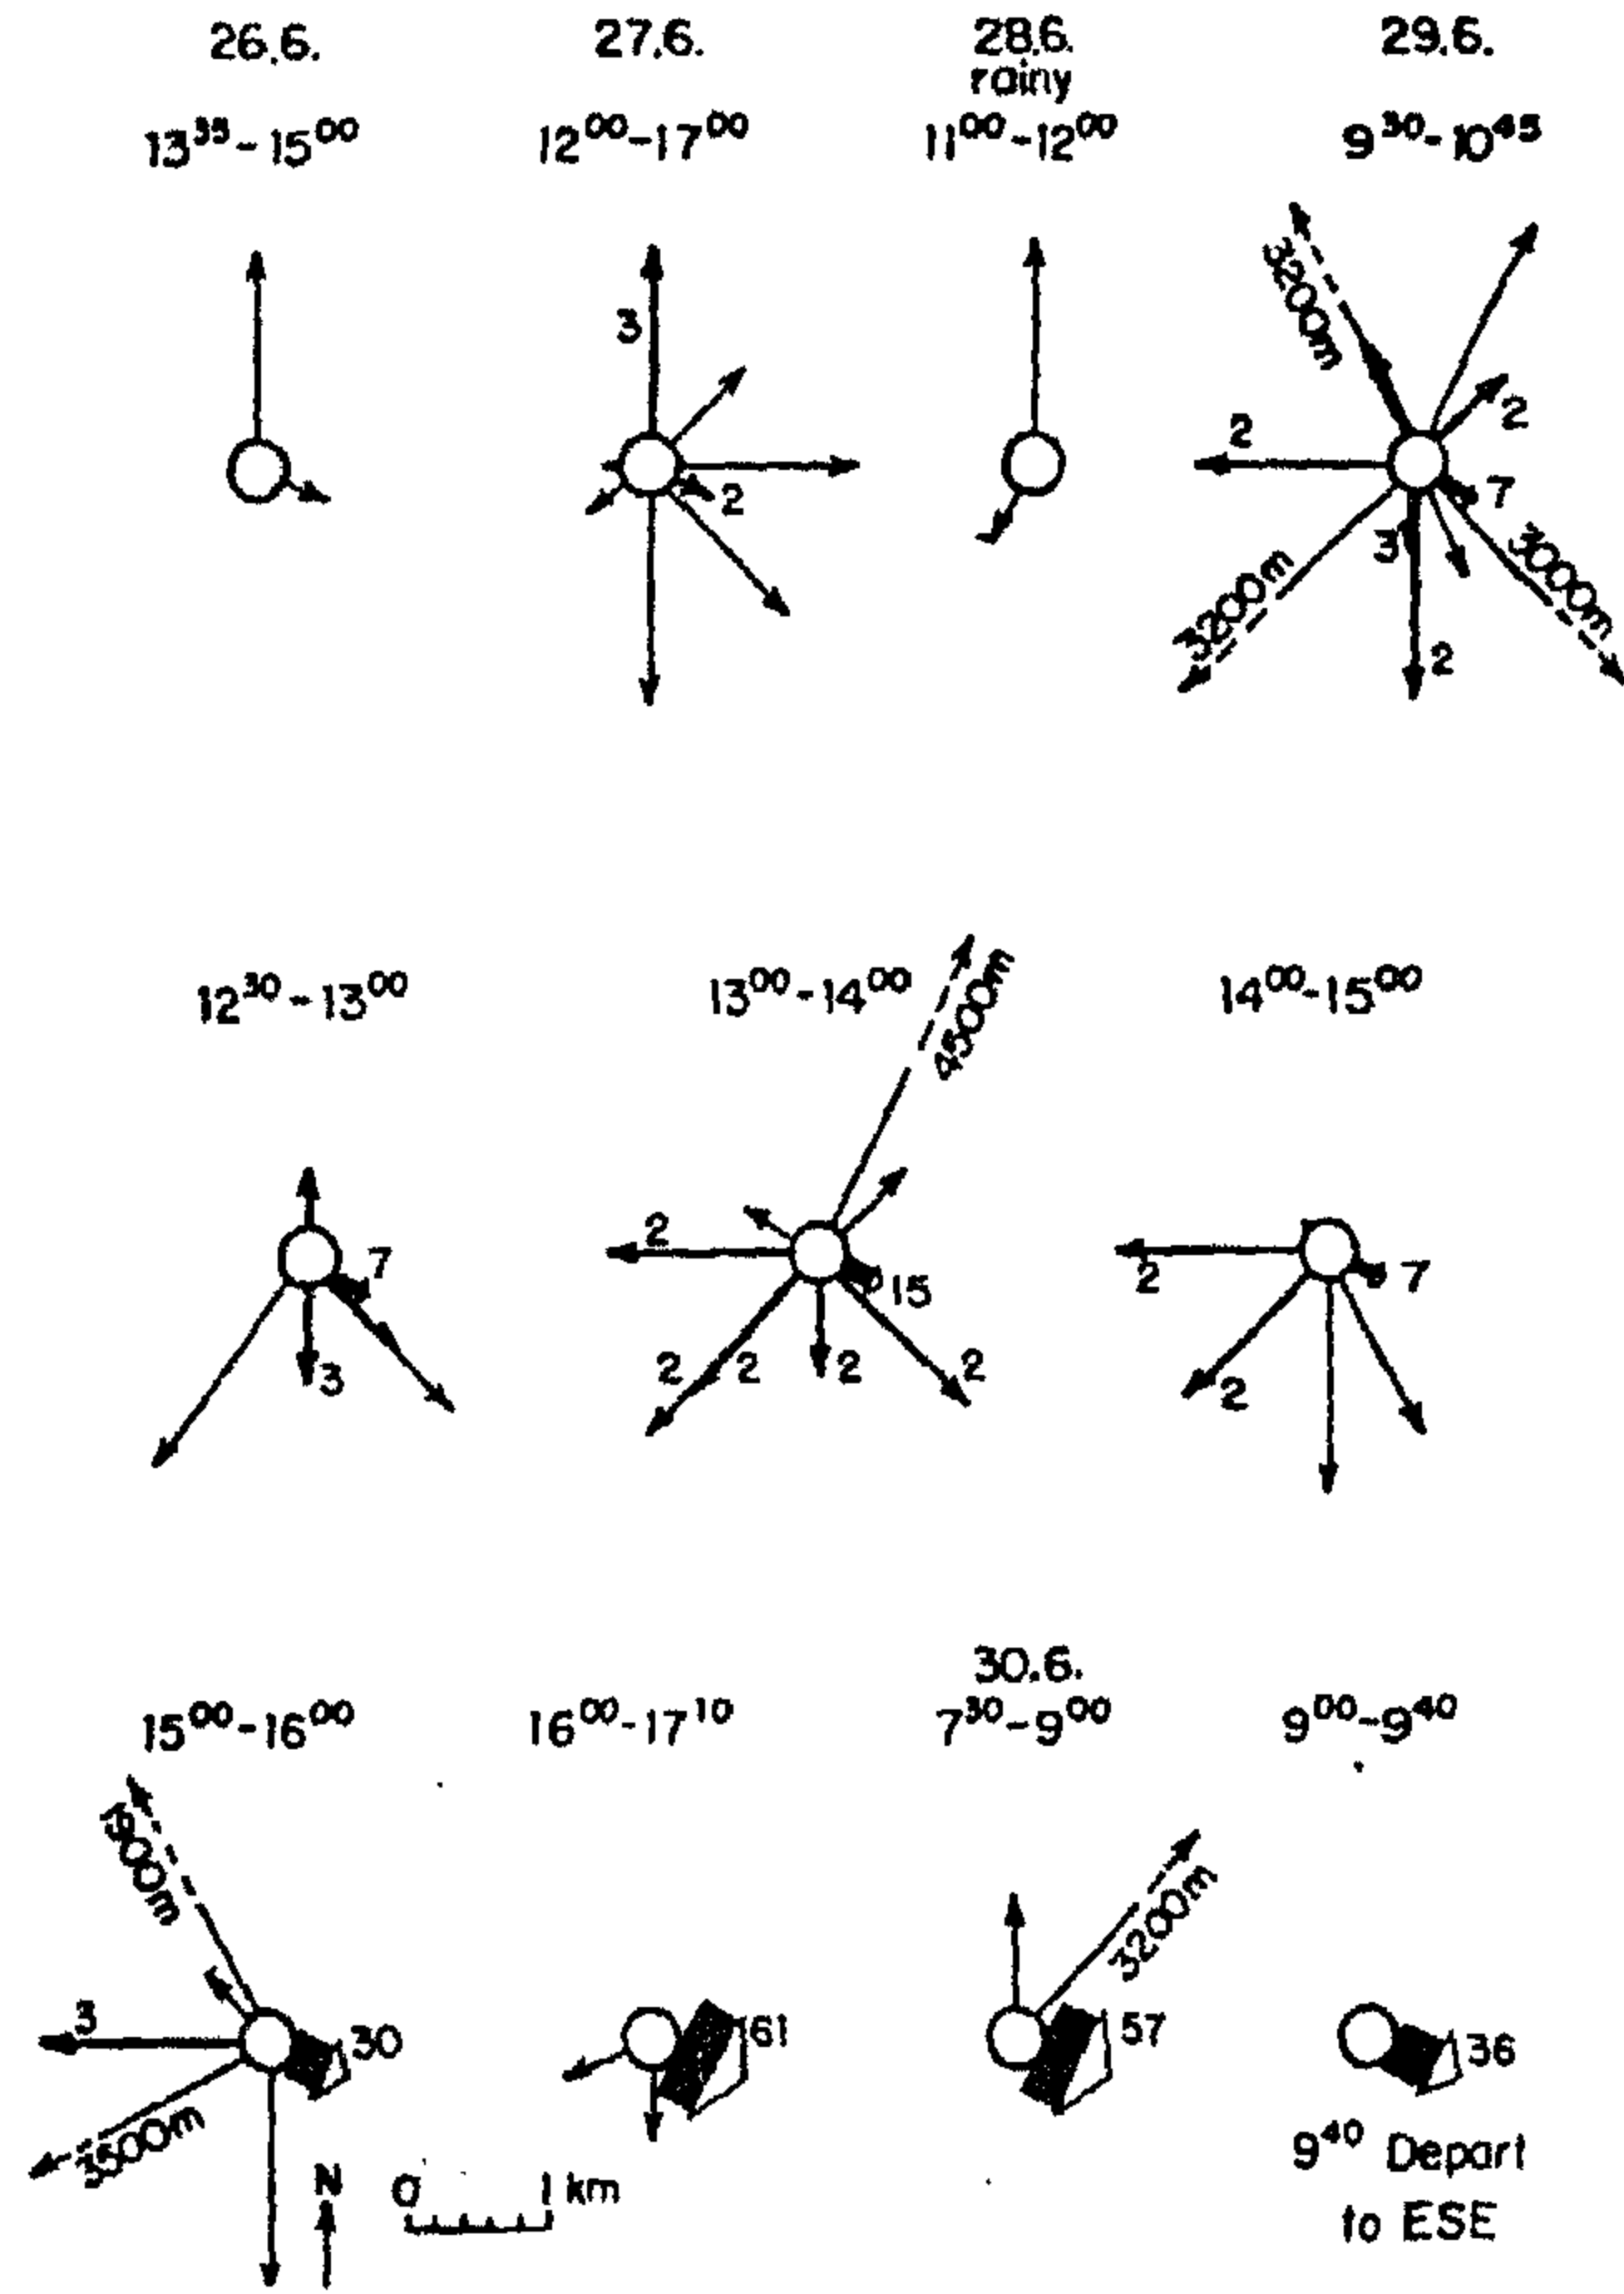 26.6. 27.6. 28.6. 29.6.
rainy
13³⁵-15⁰⁰ 12⁰⁰-17⁰⁰ 11⁰⁰-12⁰⁰ 9³⁰-10⁴⁵
3 2
3200m 2 2 7 3 3000m 3200m 2
12³⁰-13⁰⁰ 13⁰⁰-14⁰⁰ 14⁰⁰-15⁰⁰
4500m
7 3
2 15 2 2 2 2
2 7 2
30.6.
15⁰⁰-16⁰⁰ 16⁰⁰-17¹⁰ 7³⁰-9⁰⁰ 9⁰⁰-9⁴⁰
3 30 3500m
61
3200m 57
36
9⁴⁰ Depart
to ESE
N 0 1 km